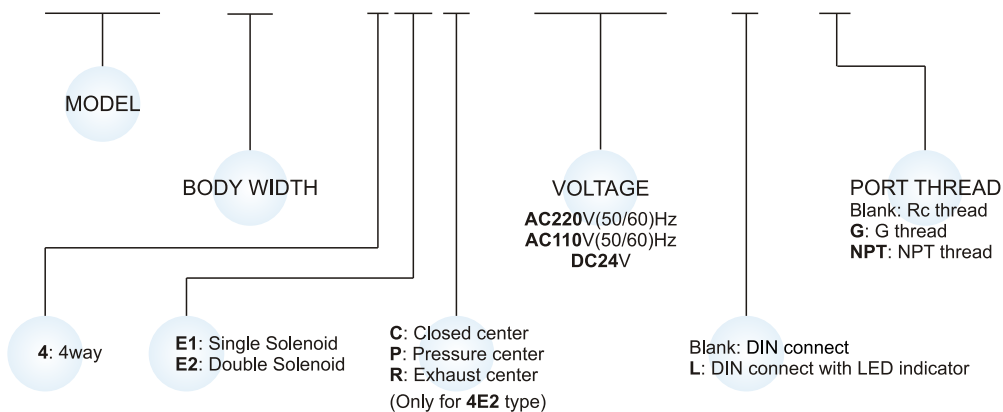 MODEL
BODY WIDTH
VOLTAGE
AC220V(50/60)Hz
AC110V(50/60)Hz
DC24V
PORT THREAD
Blank: Rc thread
G: G thread
NPT: NPT thread
4: 4way
E1: Single Solenoid
E2: Double Solenoid
C: Closed center
P: Pressure center
R: Exhaust center
(Only for 4E2 type)
Blank: DIN connect
L: DIN connect with LED indicator